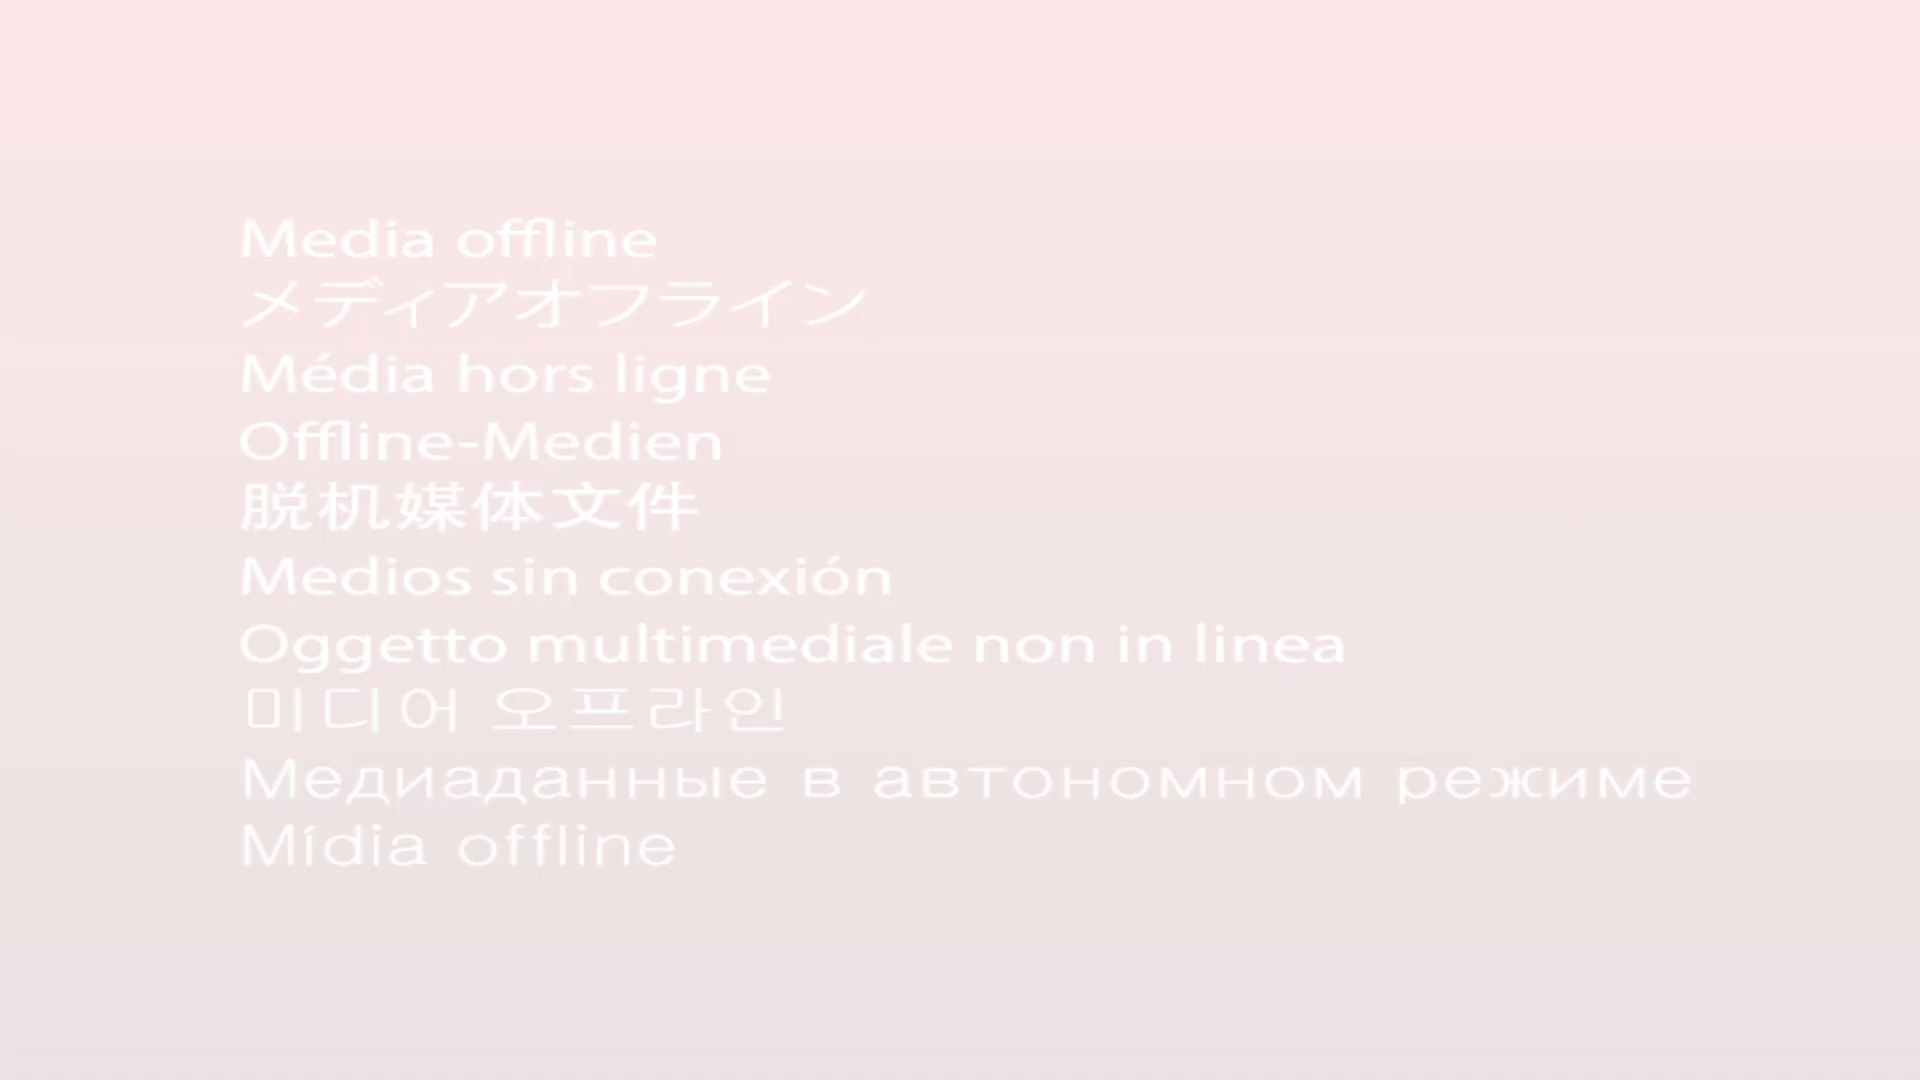 Media offline
メディアオフライン
Média hors ligne
Offline-Medien
脱机媒体文件
Medios sin conexión
Oggetto multimediale non in linea
미디어 오프라인
Медиаданные в автономном режиме
Mídia offline